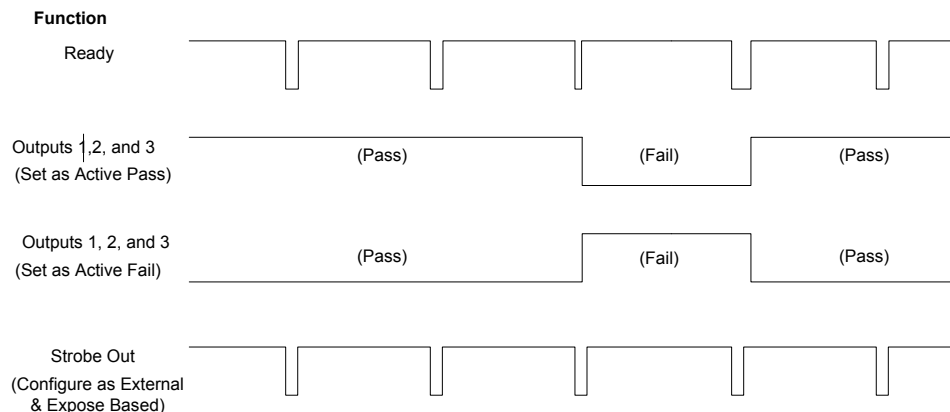 Function
Ready
Outputs 1,2, and 3
(Set as Active Pass)
(Pass)
(Fail)
(Pass)
Outputs 1, 2, and 3
(Set as Active Fail)
(Pass)
(Fail)
(Pass)
Strobe Out
(Configure as External
& Expose Based)